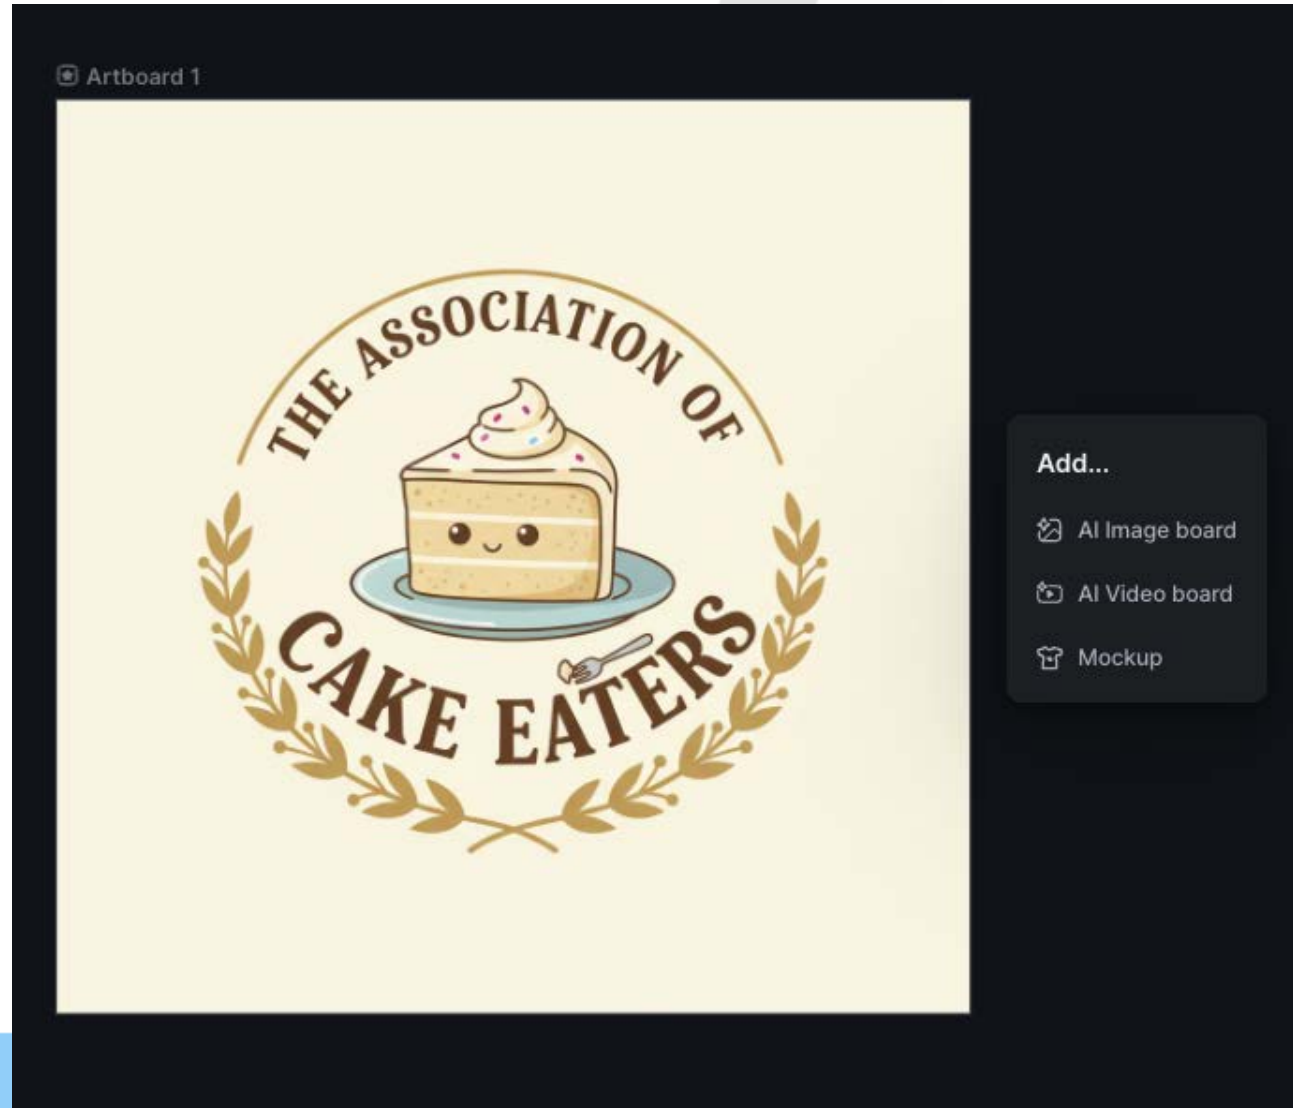 Artboard 1
THE ASSOCIATION OF
CAKE EATERS
Add...
AI Image board
AI Video board
Mockup